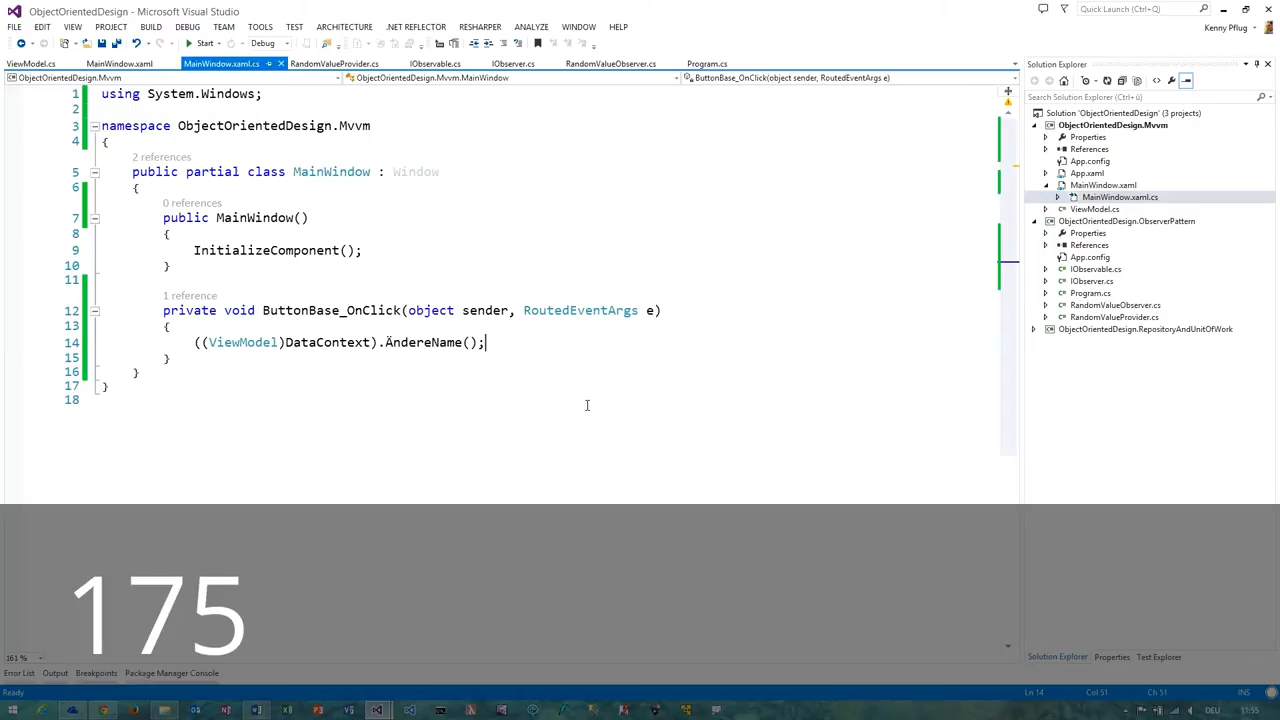 ObjectOrientedDesign - Microsoft Visual Studio
Quick Launch (Ctrl+Q)
FILE EDIT VIEW PROJECT BUILD DEBUG TEAM TOOLS TEST ARCHITECTURE .NET REFLECTOR RESHARPER ANALYZE WINDOW HELP
Kenny Pflug
Start Debug
ViewModel.cs MainWindow.xaml MainWindow.xaml.cs RandomValueProvider.cs IObservable.cs IObserver.cs RandomValueObserver.cs Program.cs
ObjectOrientedDesign.Mvvm ObjectOrientedDesign.Mvvm.MainWindow ButtonBase_OnClick(object sender, RoutedEventArgs e)
1 using System.Windows;
2
3 namespace ObjectOrientedDesign.Mvvm
4 {
2 references
5 public partial class MainWindow : Window
6 {
0 references
7 public MainWindow()
8 {
9 InitializeComponent();
10 }
11
1 reference
12 private void ButtonBase_OnClick(object sender, RoutedEventArgs e)
13 {
14 ((ViewModel)DataContext).ÄndereName();
15 }
16 }
17 }
18
175
161 %
Error List Output Breakpoints Package Manager Console
Solution Explorer
Search Solution Explorer (Ctrl+ü)
Solution 'ObjectOrientedDesign' (3 projects)
ObjectOrientedDesign.Mvvm
Properties
References
App.config
App.xaml
MainWindow.xaml
MainWindow.xaml.cs
ViewModel.cs
ObjectOrientedDesign.ObserverPattern
Properties
References
App.config
IObservable.cs
IObserver.cs
Program.cs
RandomValueObserver.cs
RandomValueProvider.cs
ObjectOrientedDesign.RepositoryAndUnitOfWork
Solution Explorer Properties Test Explorer
Ready Ln 14 Col 51 Ch 51 INS
DEU 11:55